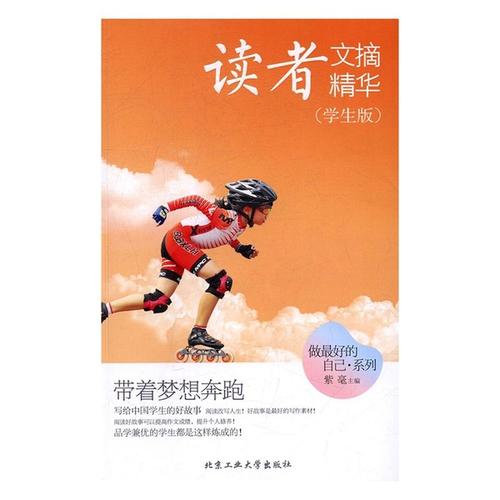 读者
文摘
精华
（学生版）
做最好的
自己·系列
紫毫 主编
带着梦想奔跑
写给中国学生的好故事 阅读改写人生！好故事是最好的写作素材！
阅读好故事可以提高作文成绩，提升个人修养！
品学兼优的学生都是这样炼成的！
北京工业大学出版社